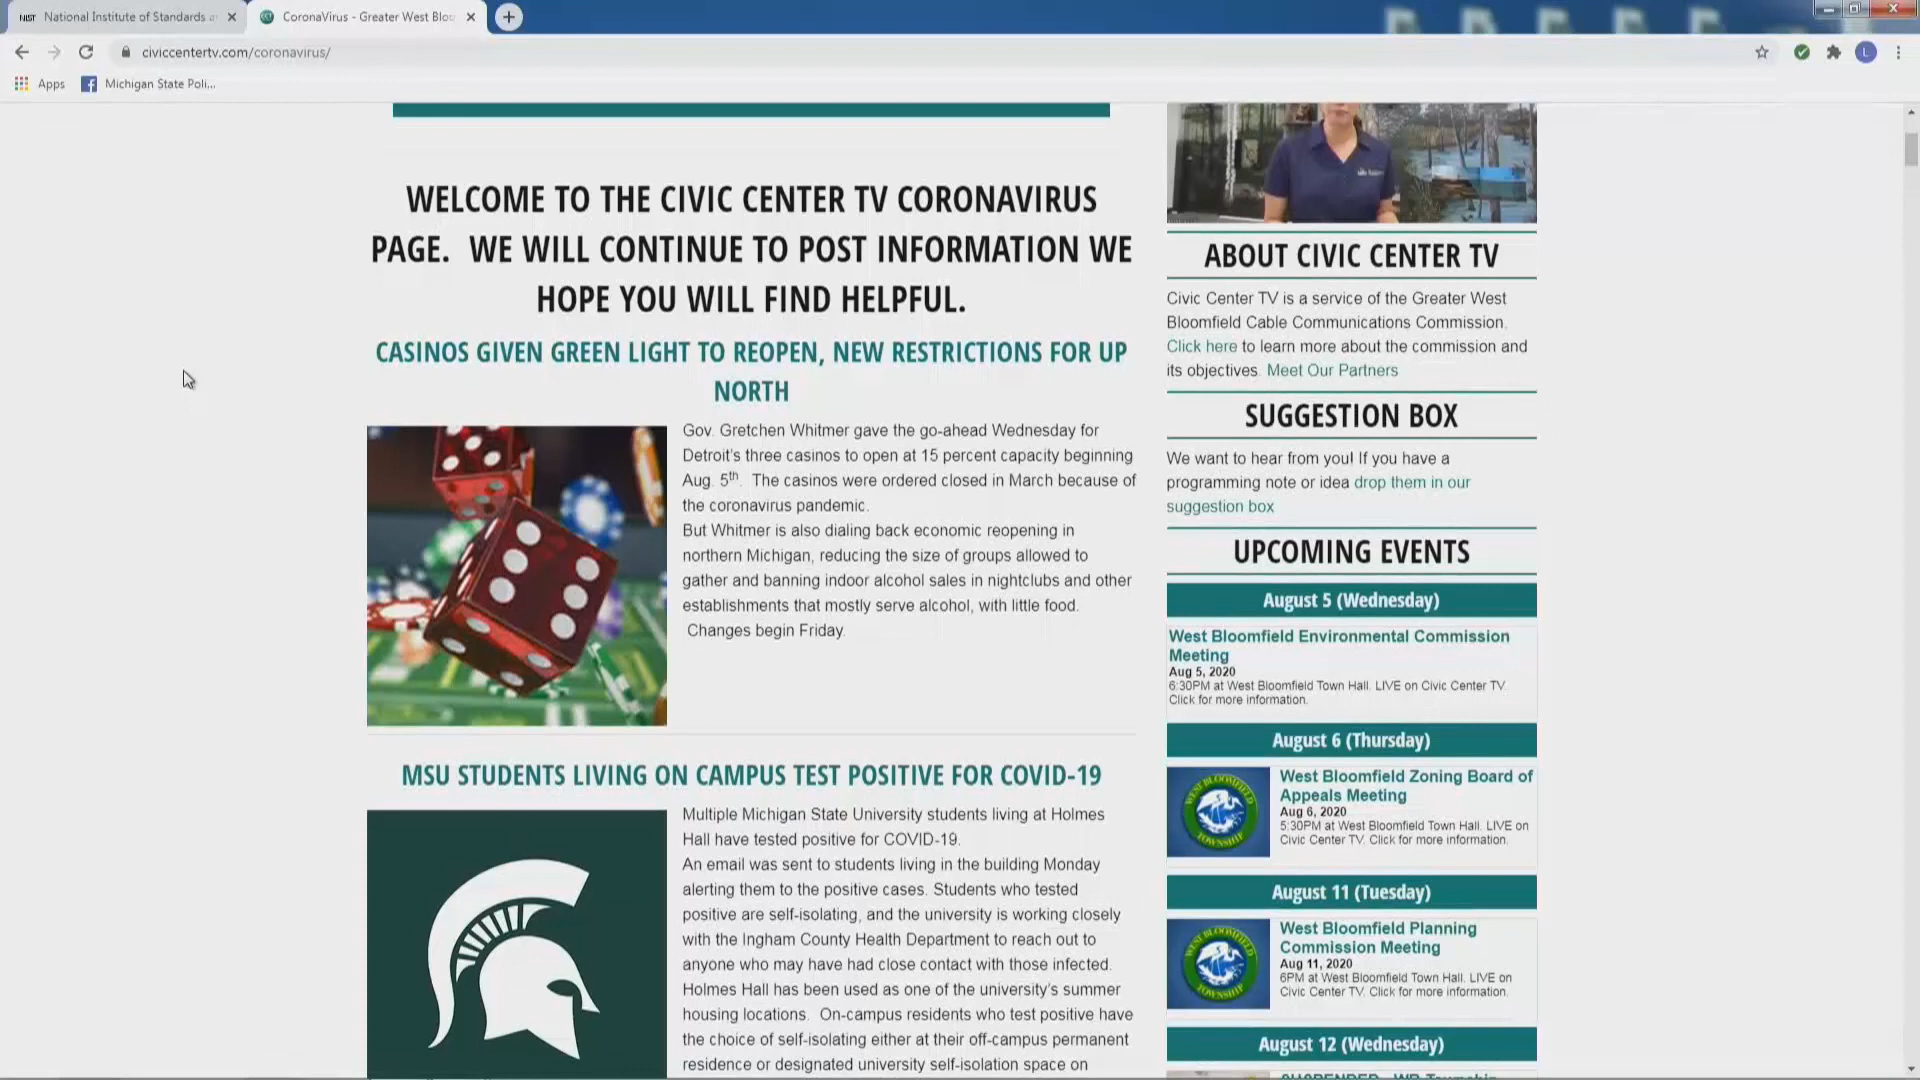 NIST National Institute of Standards a
CoronaVirus - Greater West Bloo
civiccentertv.com/coronavirus/
L
Apps
Michigan State Poli...
WELCOME TO THE CIVIC CENTER TV CORONAVIRUS
PAGE. WE WILL CONTINUE TO POST INFORMATION WE
HOPE YOU WILL FIND HELPFUL.
CASINOS GIVEN GREEN LIGHT TO REOPEN, NEW RESTRICTIONS FOR UP
NORTH
Gov. Gretchen Whitmer gave the go-ahead Wednesday for
Detroit's three casinos to open at 15 percent capacity beginning
Aug. 5th. The casinos were ordered closed in March because of
the coronavirus pandemic.
But Whitmer is also dialing back economic reopening in
northern Michigan, reducing the size of groups allowed to
gather and banning indoor alcohol sales in nightclubs and other
establishments that mostly serve alcohol, with little food.
Changes begin Friday.
MSU STUDENTS LIVING ON CAMPUS TEST POSITIVE FOR COVID-19
Multiple Michigan State University students living at Holmes
Hall have tested positive for COVID-19.
An email was sent to students living in the building Monday
alerting them to the positive cases. Students who tested
positive are self-isolating, and the university is working closely
with the Ingham County Health Department to reach out to
anyone who may have had close contact with those infected.
Holmes Hall has been used as one of the university's summer
housing locations. On-campus residents who test positive have
the choice of self-isolating either at their off-campus permanent
residence or designated university self-isolation space on
ABOUT CIVIC CENTER TV
Civic Center TV is a service of the Greater West
Bloomfield Cable Communications Commission.
Click here to learn more about the commission and
its objectives. Meet Our Partners
SUGGESTION BOX
We want to hear from you! If you have a
programming note or idea drop them in our
suggestion box
UPCOMING EVENTS
August 5 (Wednesday)
West Bloomfield Environmental Commission
Meeting
Aug 5, 2020
6:30PM at West Bloomfield Town Hall. LIVE on Civic Center TV.
Click for more information.
August 6 (Thursday)
WEST BLOOMFIELD
TOWNSHIP
West Bloomfield Zoning Board of
Appeals Meeting
Aug 6, 2020
5:30PM at West Bloomfield Town Hall. LIVE on
Civic Center TV. Click for more information.
August 11 (Tuesday)
WEST BLOOMFIELD
TOWNSHIP
West Bloomfield Planning
Commission Meeting
Aug 11, 2020
6PM at West Bloomfield Town Hall. LIVE on
Civic Center TV. Click for more information.
August 12 (Wednesday)